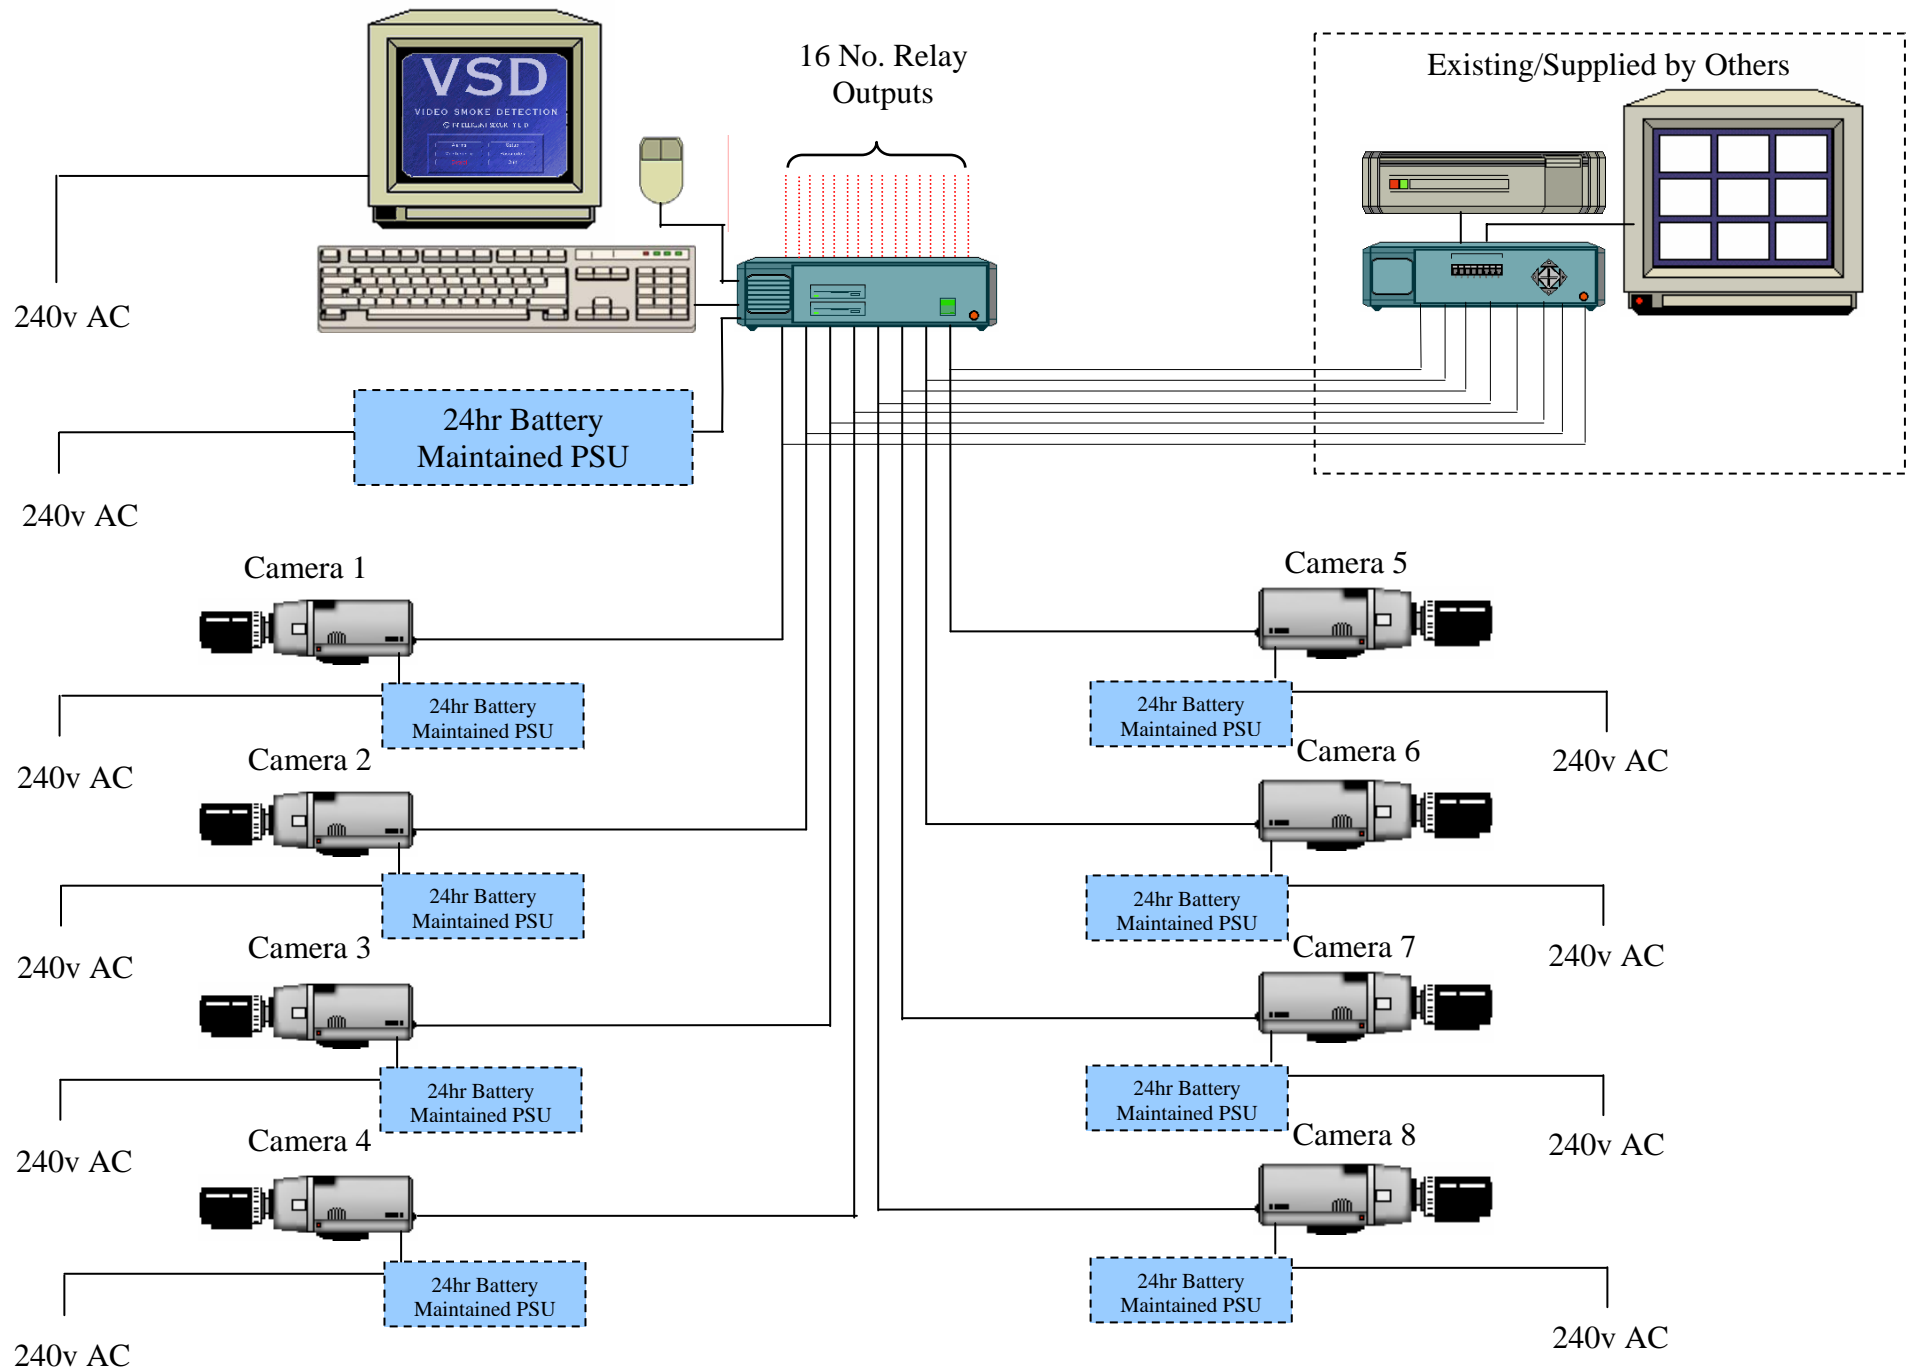 VSD
VIDEO SMOKE DETECTION
16 No. Relay
Outputs
Existing/Supplied by Others
240v AC
24hr Battery
Maintained PSU
240v AC
Camera 1
24hr Battery
Maintained PSU
240v AC
Camera 2
24hr Battery
Maintained PSU
240v AC
Camera 3
24hr Battery
Maintained PSU
240v AC
Camera 4
24hr Battery
Maintained PSU
240v AC
Camera 5
24hr Battery
Maintained PSU
240v AC
Camera 6
24hr Battery
Maintained PSU
240v AC
Camera 7
24hr Battery
Maintained PSU
240v AC
Camera 8
24hr Battery
Maintained PSU
240v AC